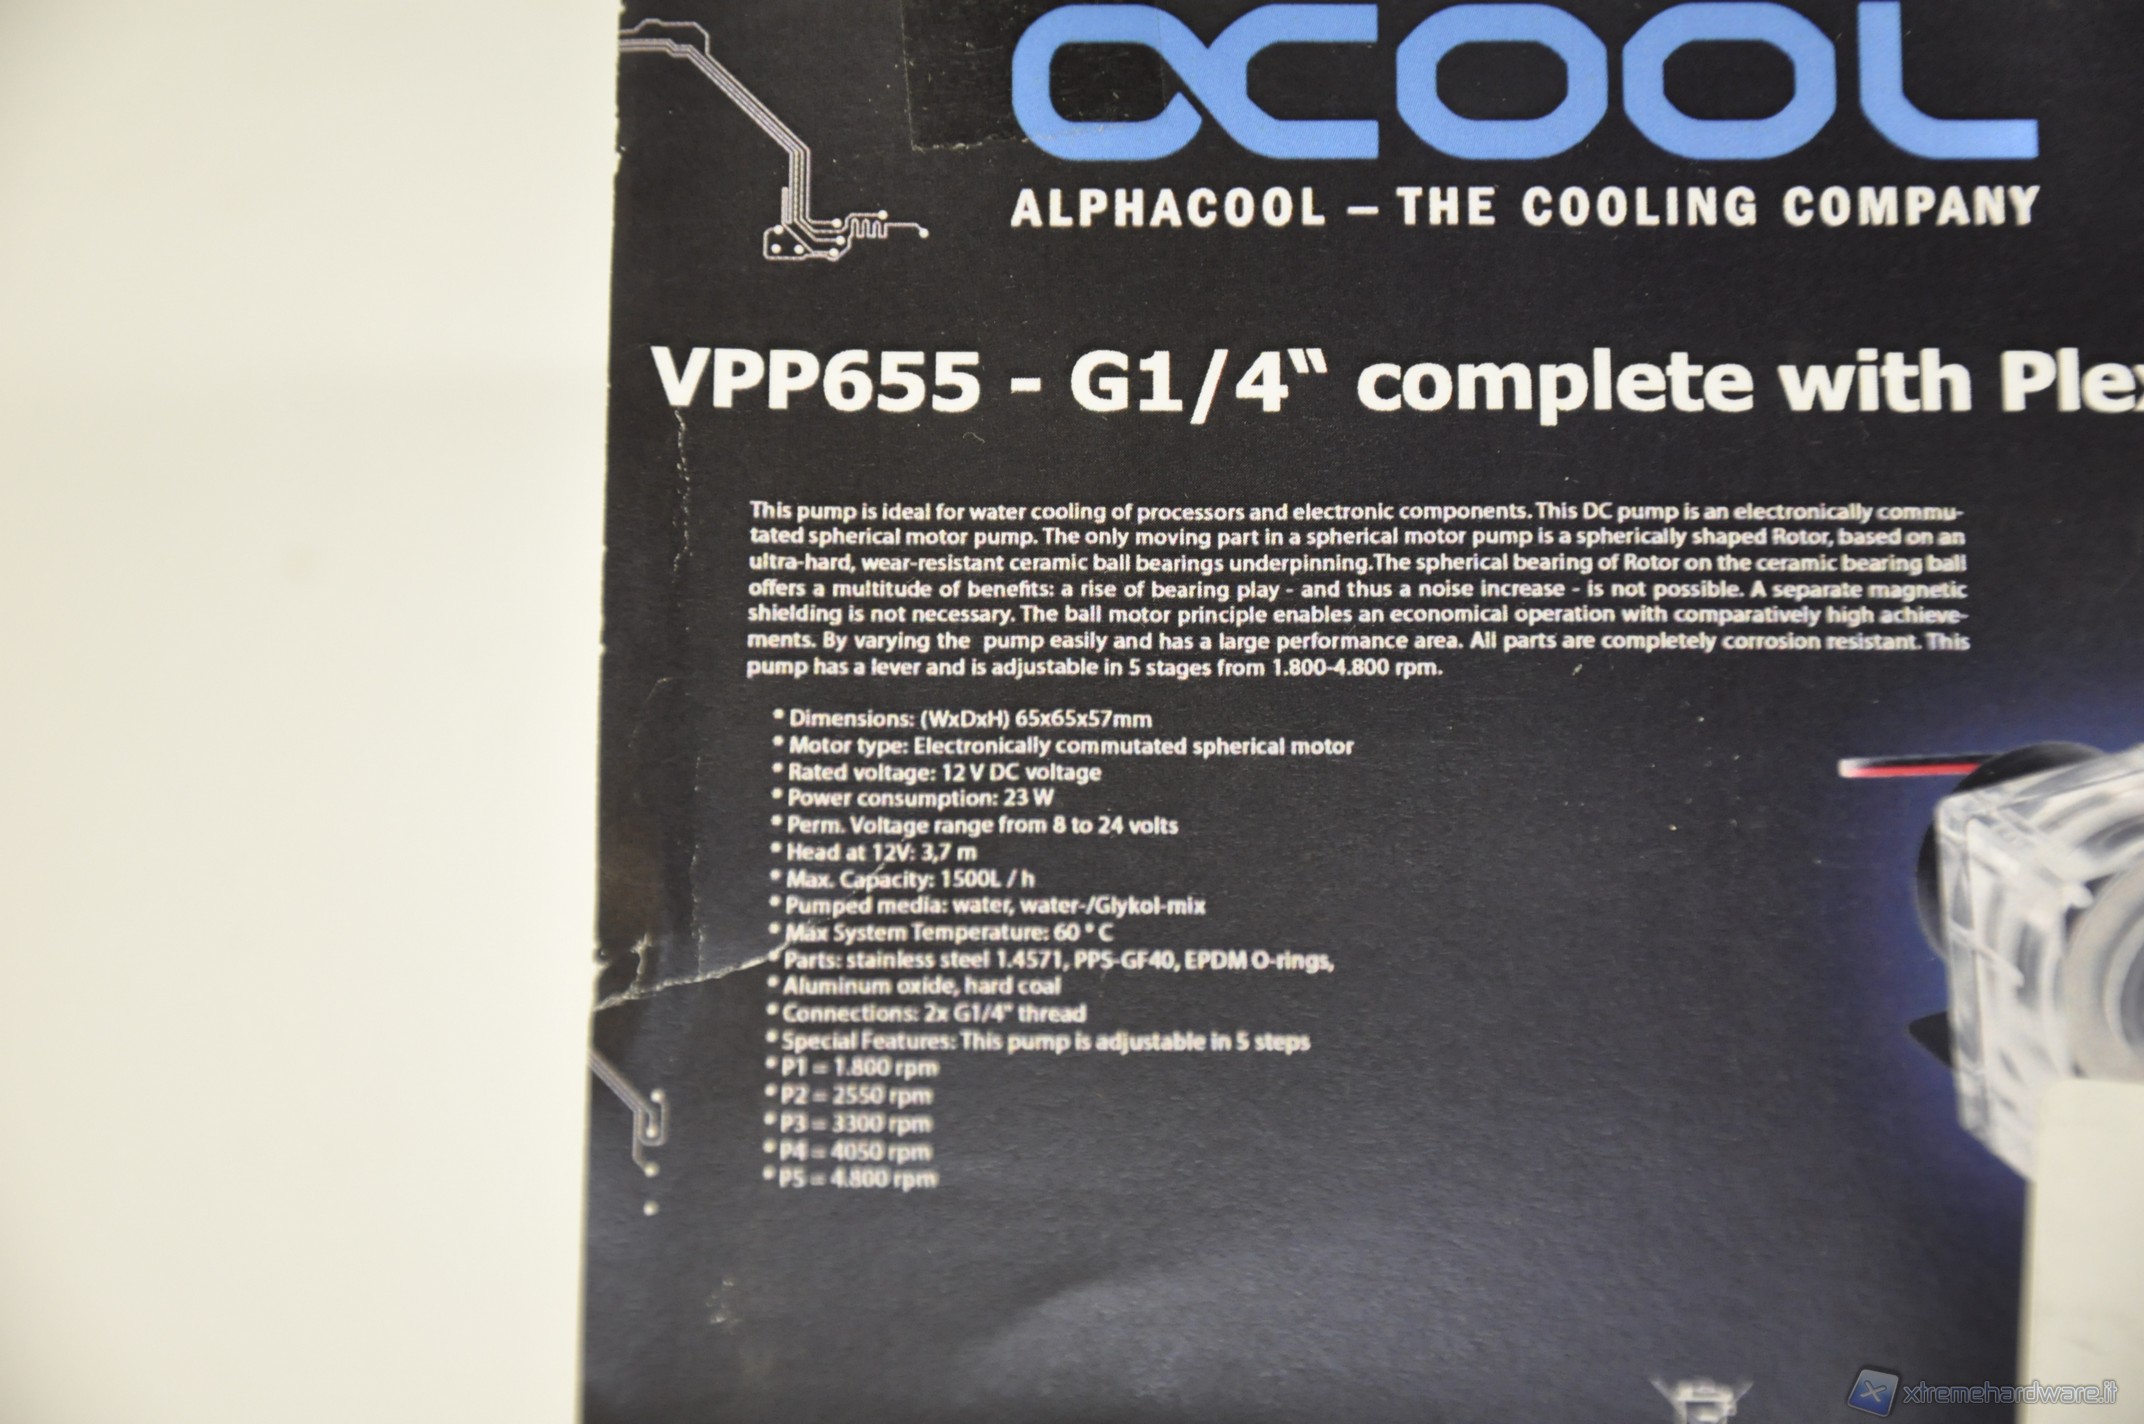 αCOOL
ALPHACOOL – THE COOLING COMPANY
VPP655 - G1/4“ complete with Plex
This pump is ideal for water cooling of processors and electronic components. This DC pump is an electronically commu-
tated spherical motor pump. The only moving part in a spherical motor pump is a spherically shaped Rotor, based on an
ultra-hard, wear-resistant ceramic ball bearings underpinning.The spherical bearing of Rotor on the ceramic bearing ball
offers a multitude of benefits: a rise of bearing play - and thus a noise increase - is not possible. A separate magnetic
shielding is not necessary. The ball motor principle enables an economical operation with comparatively high achieve-
ments. By varying the pump easily and has a large performance area. All parts are completely corrosion resistant. This
pump has a lever and is adjustable in 5 stages from 1.800-4.800 rpm.
* Dimensions: (WxDxH) 65x65x57mm
* Motor type: Electronically commutated spherical motor
* Rated voltage: 12 V DC voltage
* Power consumption: 23 W
* Perm. Voltage range from 8 to 24 volts
* Head at 12V: 3,7 m
* Max. Capacity: 1500L / h
* Pumped media: water, water-/Glykol-mix
* Max System Temperature: 60 ° C
* Parts: stainless steel 1.4571, PPS-GF40, EPDM O-rings,
* Aluminum oxide, hard coal
* Connections: 2x G1/4" thread
* Special Features: This pump is adjustable in 5 steps
* P1 = 1.800 rpm
* P2 = 2550 rpm
* P3 = 3300 rpm
* P4 = 4050 rpm
* P5 = 4.800 rpm
xtremehardware.it